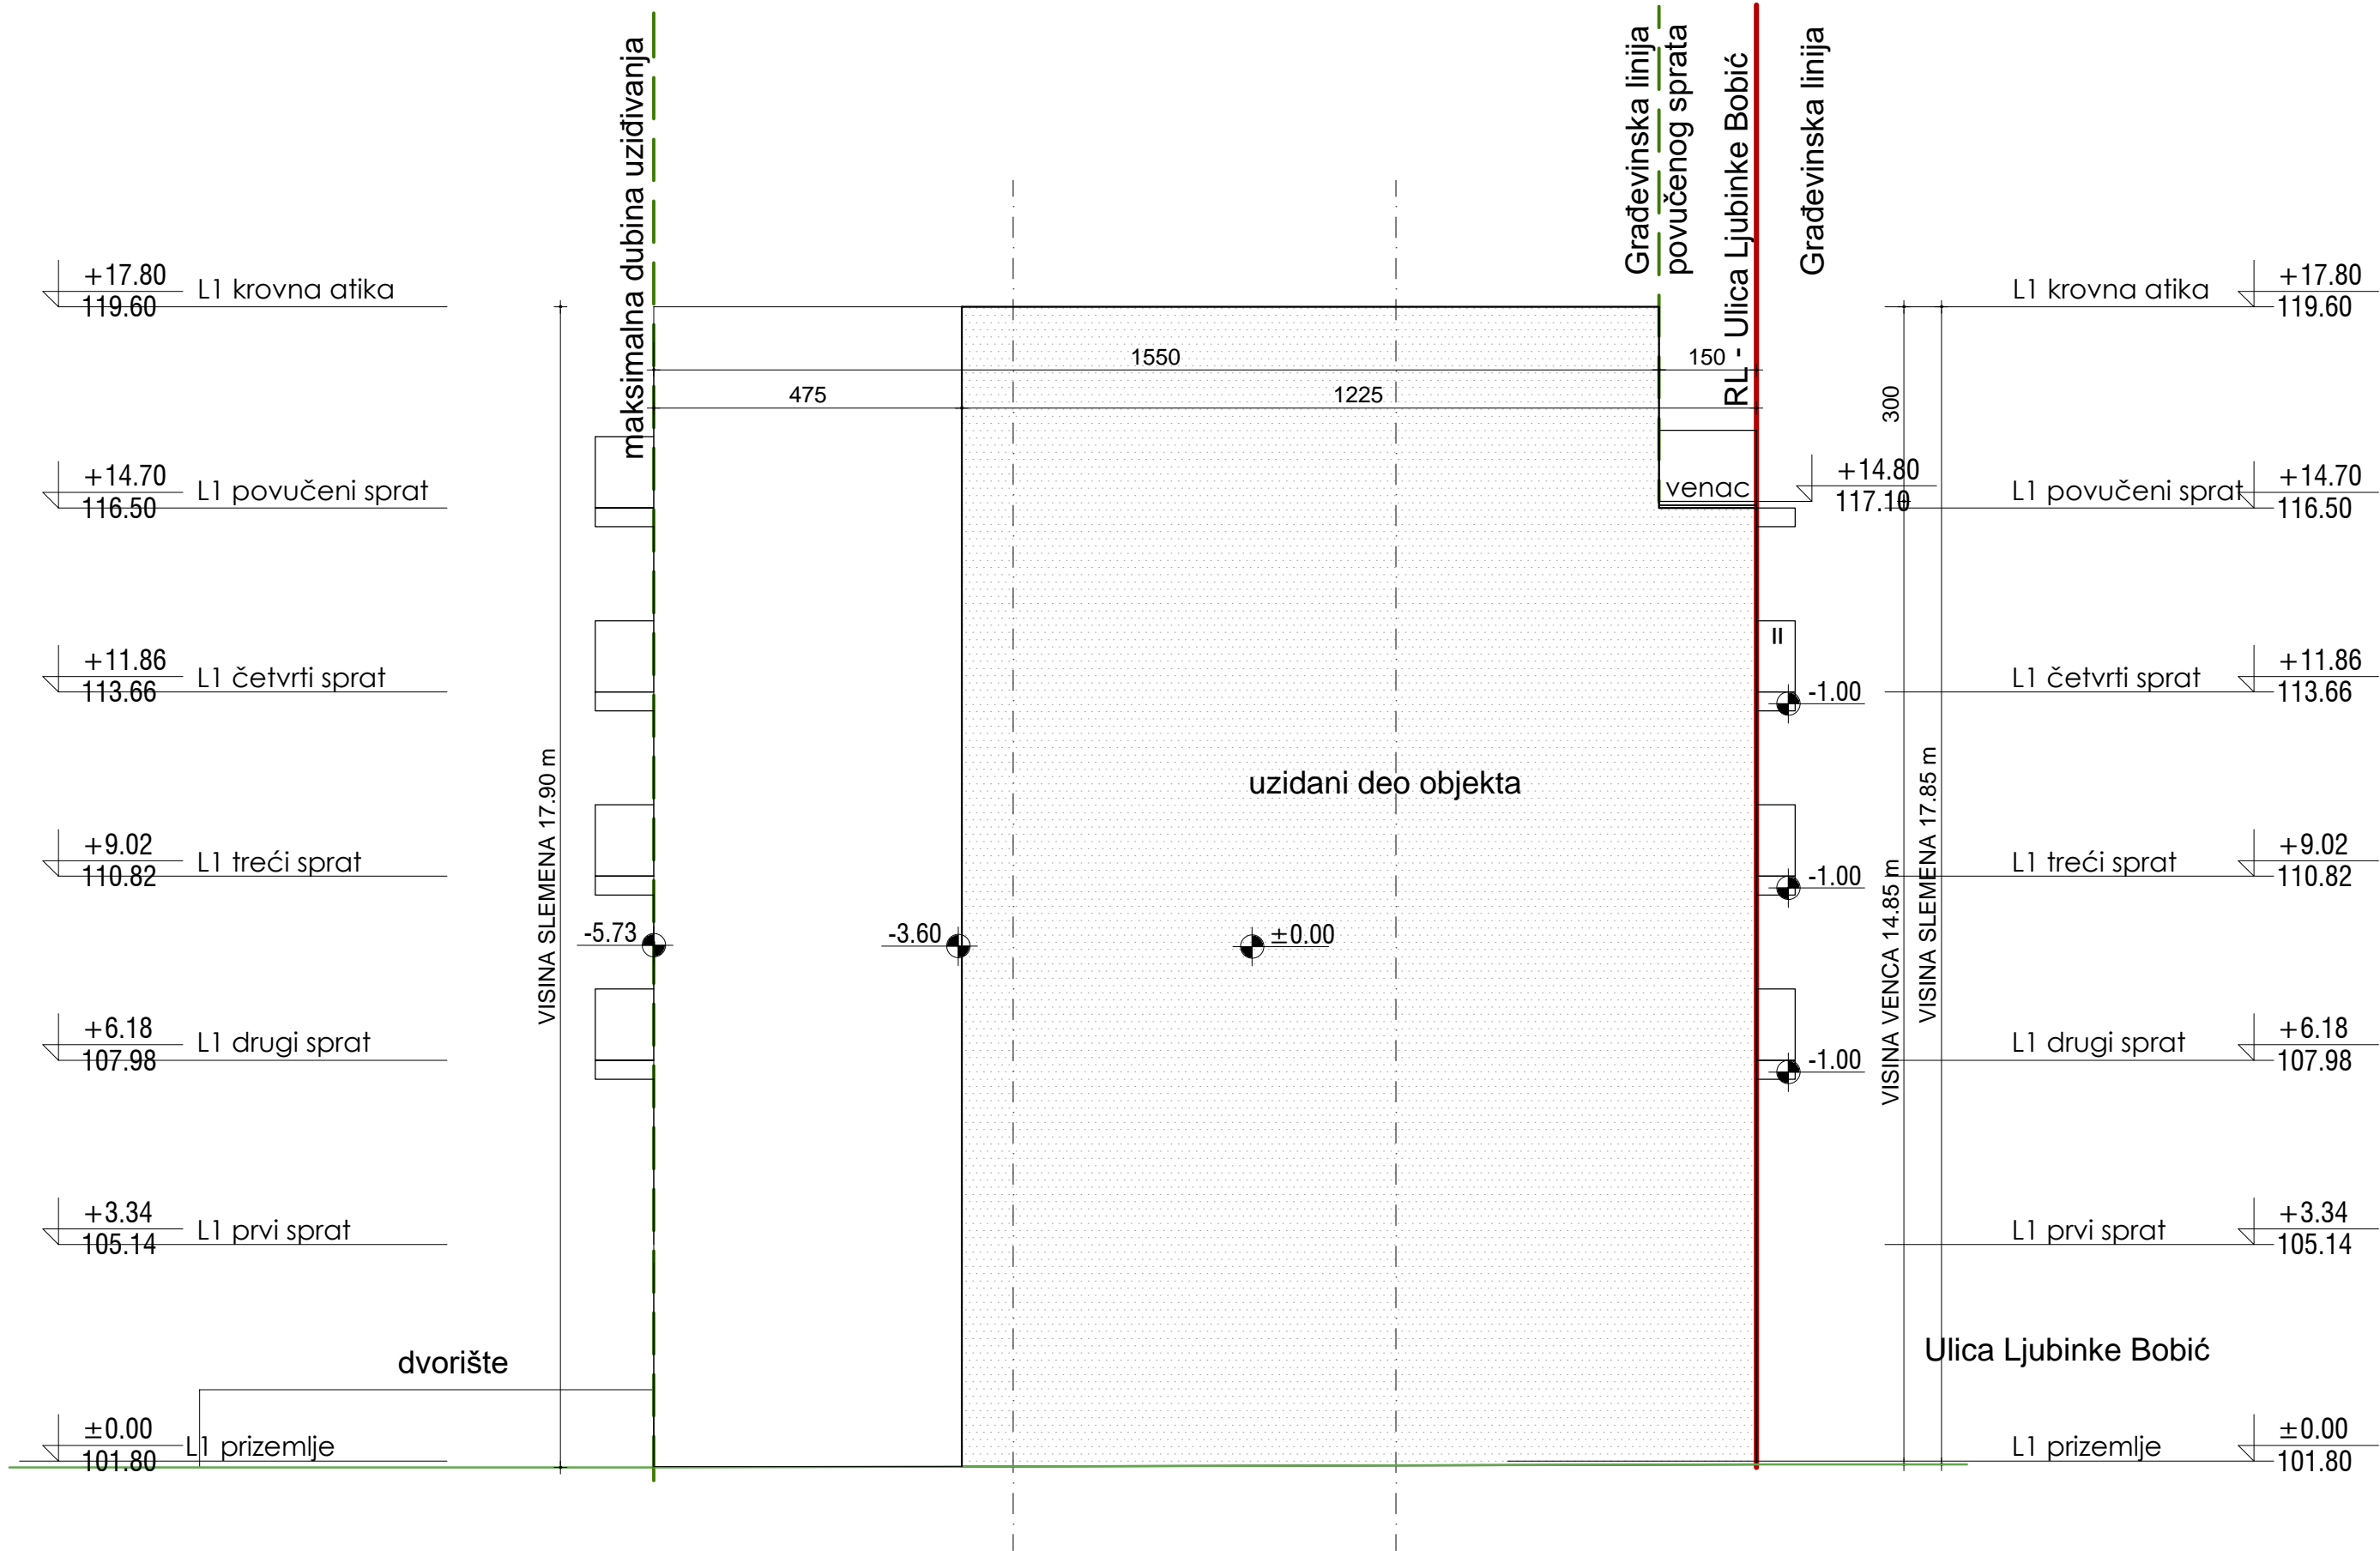 maksimalna dubina uziđivanja
Građevinska linija
povučenog sprata
RL - Ulica Ljubinke Bobić
Građevinska linija
+17.80
119.60
L1 krovna atika
L1 krovna atika
+17.80
119.60
1550
150
475
1225
300
+14.70
116.50
L1 povučeni sprat
venac
+14.80
117.10
L1 povučeni sprat
+14.70
116.50
+11.86
113.66
L1 četvrti sprat
II
-1.00
L1 četvrti sprat
+11.86
113.66
VISINA SLEMENA 17.90 m
uzidani deo objekta
VISINA VENCA 14.85 m
VISINA SLEMENA 17.85 m
+9.02
110.82
L1 treći sprat
-1.00
L1 treći sprat
+9.02
110.82
-5.73
-3.60
±0.00
+6.18
107.98
L1 drugi sprat
-1.00
L1 drugi sprat
+6.18
107.98
+3.34
105.14
L1 prvi sprat
L1 prvi sprat
+3.34
105.14
dvorište
Ulica Ljubinke Bobić
±0.00
101.80
L1 prizemlje
L1 prizemlje
±0.00
101.80